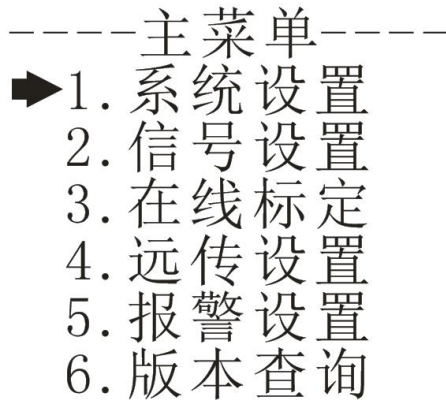 ----主菜单----
➡1.系统设置
2.信号设置
3.在线标定
4.远传设置
5.报警设置
6.版本查询